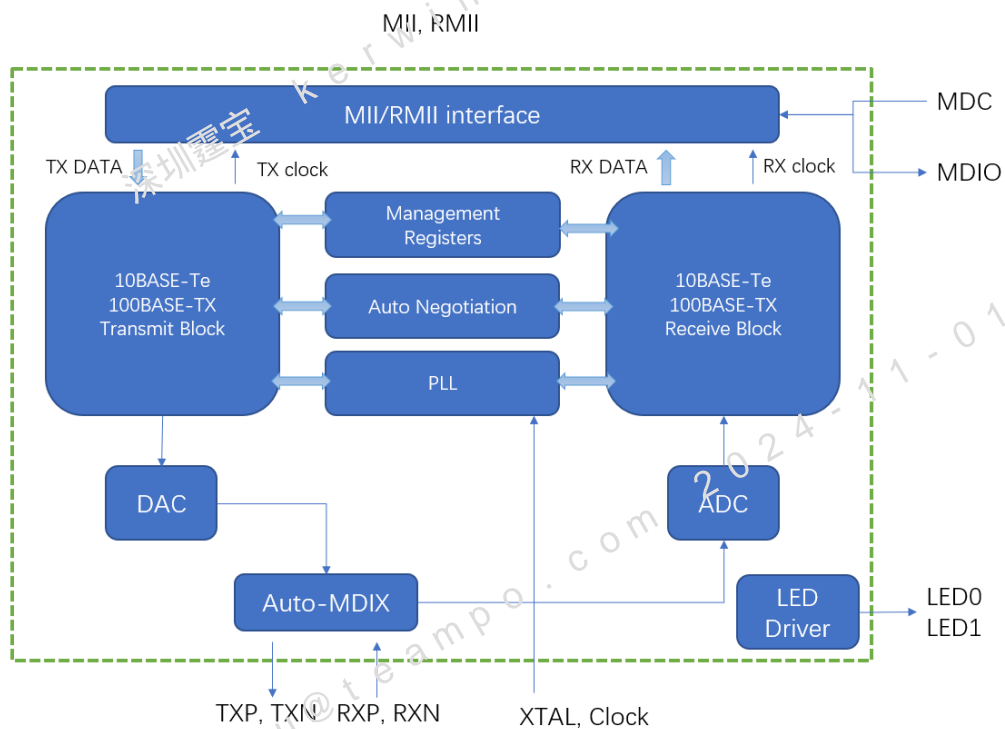 MII, RMII
MII/RMII interface
MDC
MDIO
TX DATA
TX clock
RX DATA
RX clock
Management
Registers
10BASE-Te
100BASE-TX
Transmit Block
Auto Negotiation
10BASE-Te
100BASE-TX
Receive Block
PLL
DAC
ADC
Auto-MDIX
LED
Driver
LED0
LED1
TXP, TXN
RXP, RXN
XTAL, Clock
深圳霆宝 kerwin
@teampo.com 2024-11-01